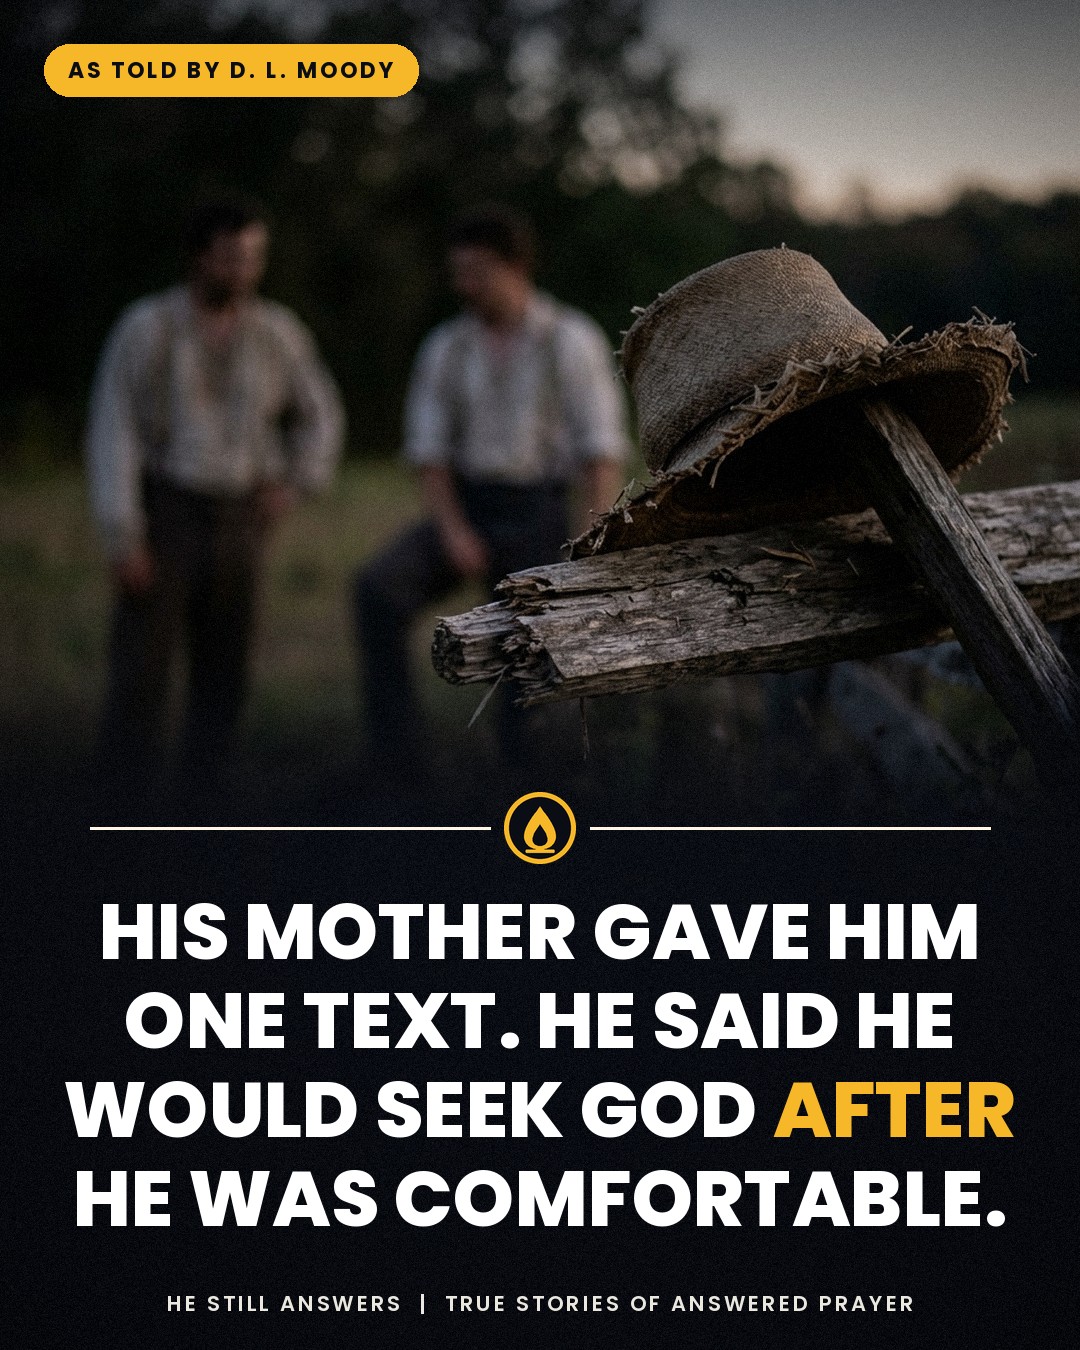 AS TOLD BY D. L. MOODY
HIS MOTHER GAVE HIM
ONE TEXT. HE SAID HE
WOULD SEEK GOD AFTER
HE WAS COMFORTABLE.
HE STILL ANSWERS | TRUE STORIES OF ANSWERED PRAYER